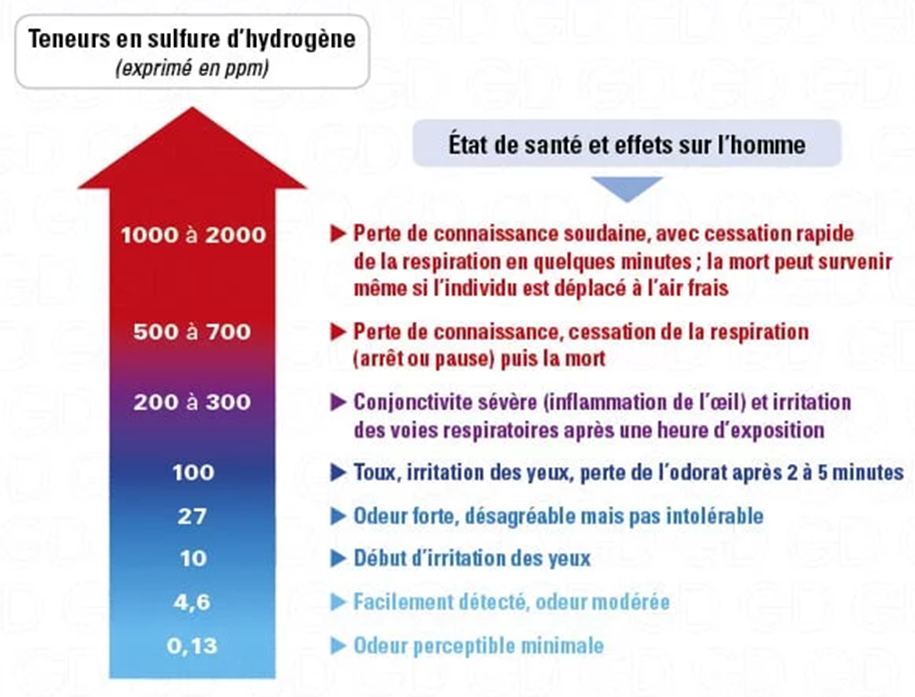 Teneurs en sulfure d'hydrogène
(exprimé en ppm)
État de santé et effets sur l'homme
1000 à 2000
▶ Perte de connaissance soudaine, avec cessation rapide
de la respiration en quelques minutes ; la mort peut survenir
même si l'individu est déplacé à l'air frais
500 à 700
▶ Perte de connaissance, cessation de la respiration
(arrêt ou pause) puis la mort
200 à 300
▶ Conjonctivite sévère (inflammation de l'œil) et irritation
des voies respiratoires après une heure d'exposition
100
▶ Toux, irritation des yeux, perte de l'odorat après 2 à 5 minutes
27
▶ Odeur forte, désagréable mais pas intolérable
10
▶ Début d'irritation des yeux
4,6
▶ Facilement détecté, odeur modérée
0,13
▶ Odeur perceptible minimale